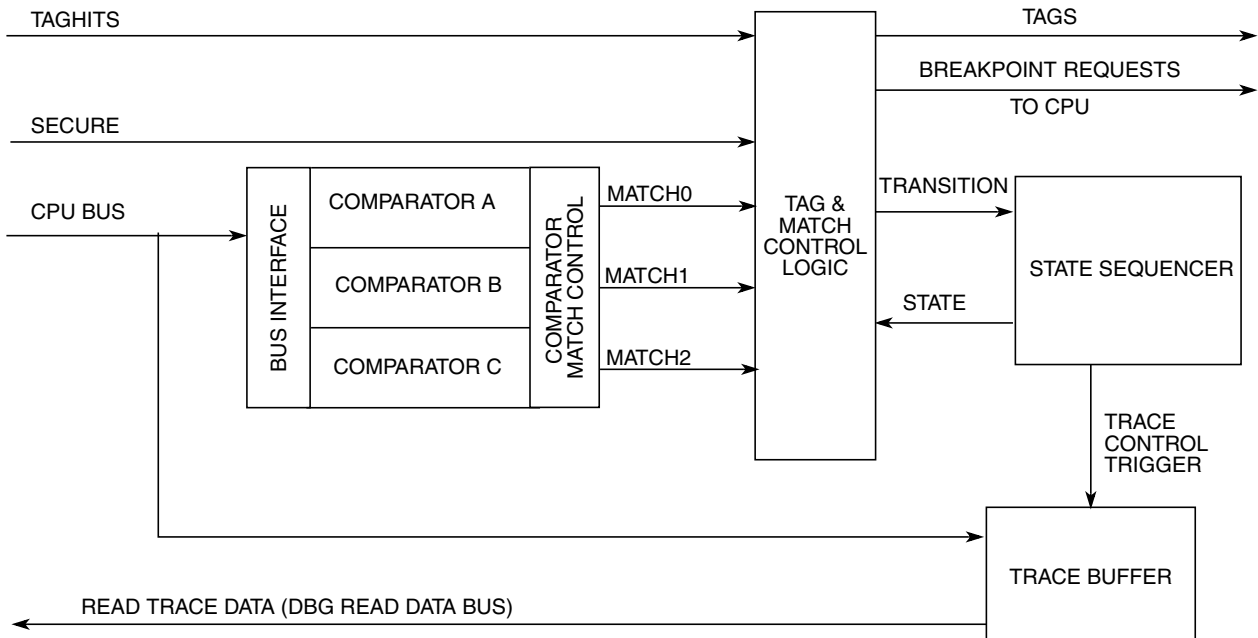 TAGHITS
TAGS
BREAKPOINT REQUESTS
TO CPU
SECURE
CPU BUS
BUS INTERFACE
COMPARATOR A
COMPARATOR B
COMPARATOR C
COMPARATOR
MATCH CONTROL
MATCH0
MATCH1
MATCH2
TAG &
MATCH
CONTROL
LOGIC
TRANSITION
STATE
STATE SEQUENCER
TRACE
CONTROL
TRIGGER
TRACE BUFFER
READ TRACE DATA (DBG READ DATA BUS)